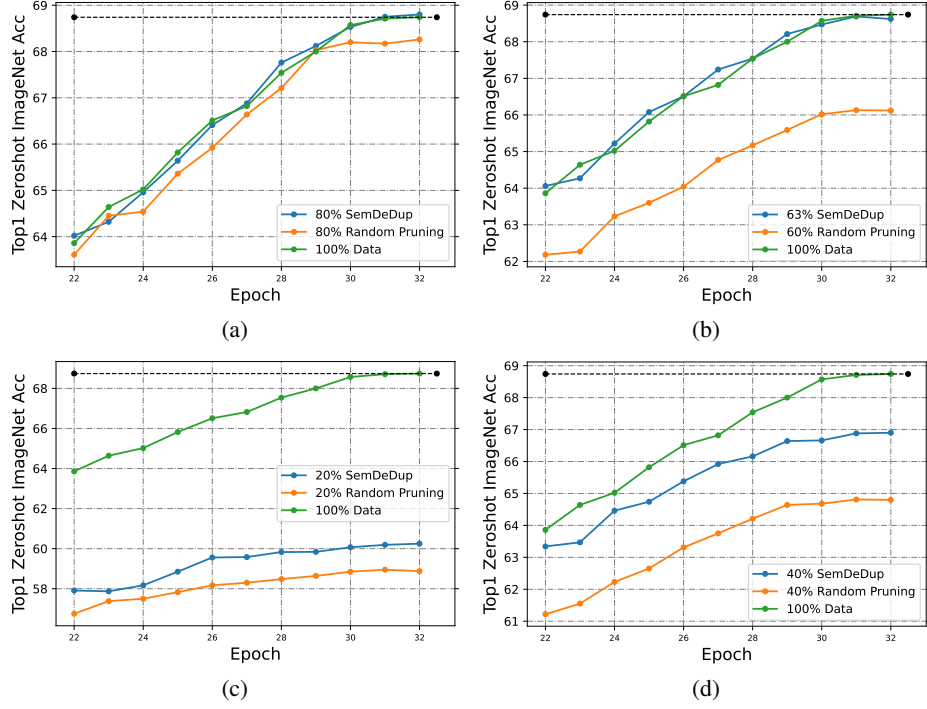 69
68
67
66
65
64
22
24
26
28
30
32
Top1 Zeroshot ImageNet Acc
Epoch
80% SemDeDup
80% Random Pruning
100% Data
(a)
69
68
67
66
65
64
63
62
22
24
26
28
30
32
Top1 Zeroshot ImageNet Acc
Epoch
63% SemDeDup
60% Random Pruning
100% Data
(b)
68
66
64
62
60
58
22
24
26
28
30
32
Top1 Zeroshot ImageNet Acc
Epoch
20% SemDeDup
20% Random Pruning
100% Data
(c)
69
68
67
66
65
64
63
62
61
22
24
26
28
30
32
Top1 Zeroshot ImageNet Acc
Epoch
40% SemDeDup
40% Random Pruning
100% Data
(d)